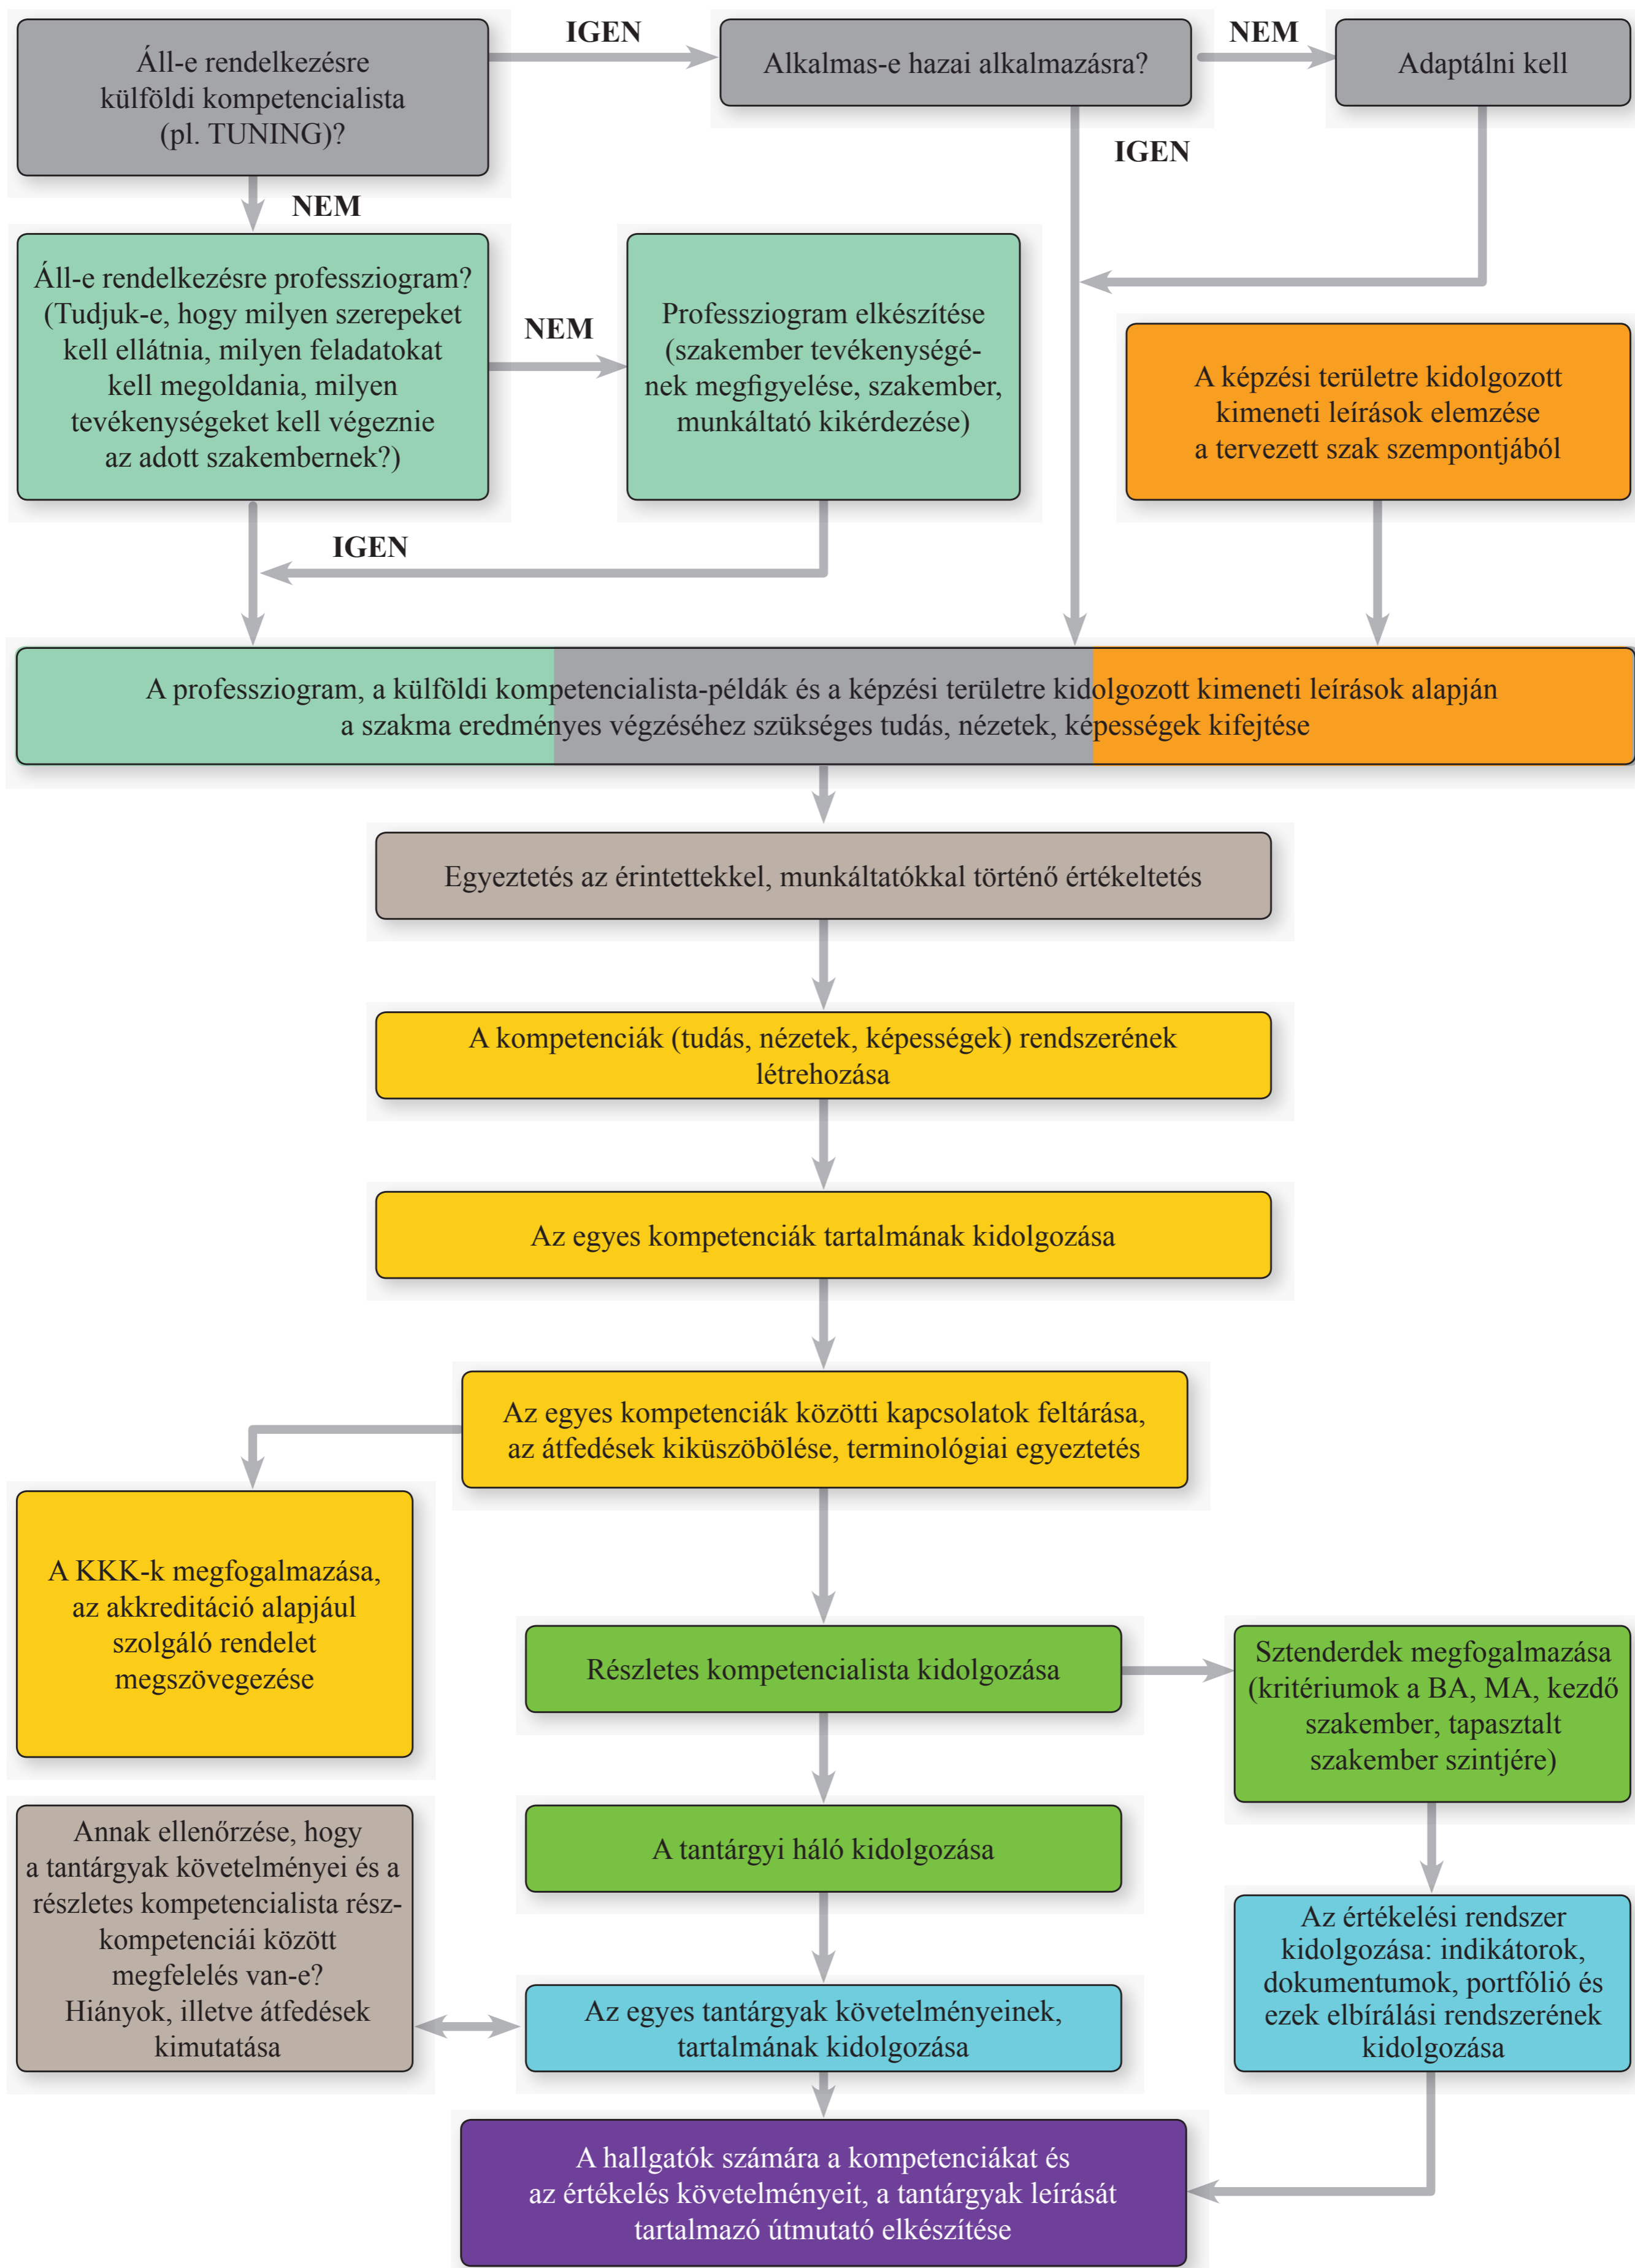 Áll-e rendelkezésre
külföldi kompetencialista
(pl. TUNING)?
IGEN
Alkalmas-e hazai alkalmazásra?
NEM
Adaptálni kell
IGEN
NEM
Áll-e rendelkezésre professziogram?
(Tudjuk-e, hogy milyen szerepeket
kell ellátnia, milyen feladatokat
kell megoldania, milyen
tevékenységeket kell végeznie
az adott szakembernek?)
NEM
Professziogram elkészítése
(szakember tevékenységé-
nek megfigyelése, szakember,
munkáltató kikérdezése)
A képzési területre kidolgozott
kimeneti leírások elemzése
a tervezett szak szempontjából
IGEN
A professziogram, a külföldi kompetencialista-példák és a képzési területre kidolgozott kimeneti leírások alapján
a szakma eredményes végzéséhez szükséges tudás, nézetek, képességek kifejtése
Egyeztetés az érintettekkel, munkáltatókkal történő értékeltetés
A kompetenciák (tudás, nézetek, képességek) rendszerének
létrehozása
Az egyes kompetenciák tartalmának kidolgozása
Az egyes kompetenciák közötti kapcsolatok feltárása,
az átfedések kiküszöbölése, terminológiai egyeztetés
A KKK-k megfogalmazása,
az akkreditáció alapjául
szolgáló rendelet
megszövegezése
Részletes kompetencialista kidolgozása
Sztenderdek megfogalmazása
(kritériumok a BA, MA, kezdő
szakember, tapasztalt
szakember szintjére)
Annak ellenőrzése, hogy
a tantárgyak követelményei és a
részletes kompetencialista rész-
kompetenciái között
megfelelés van-e?
Hiányok, illetve átfedések
kimutatása
A tantárgyi háló kidolgozása
Az értékelési rendszer
kidolgozása: indikátorok,
dokumentumok, portfólió és
ezek elbírálási rendszerének
kidolgozása
Az egyes tantárgyak követelményeinek,
tartalmának kidolgozása
A hallgatók számára a kompetenciákat és
az értékelés követelményeit, a tantárgyak leírását
tartalmazó útmutató elkészítése